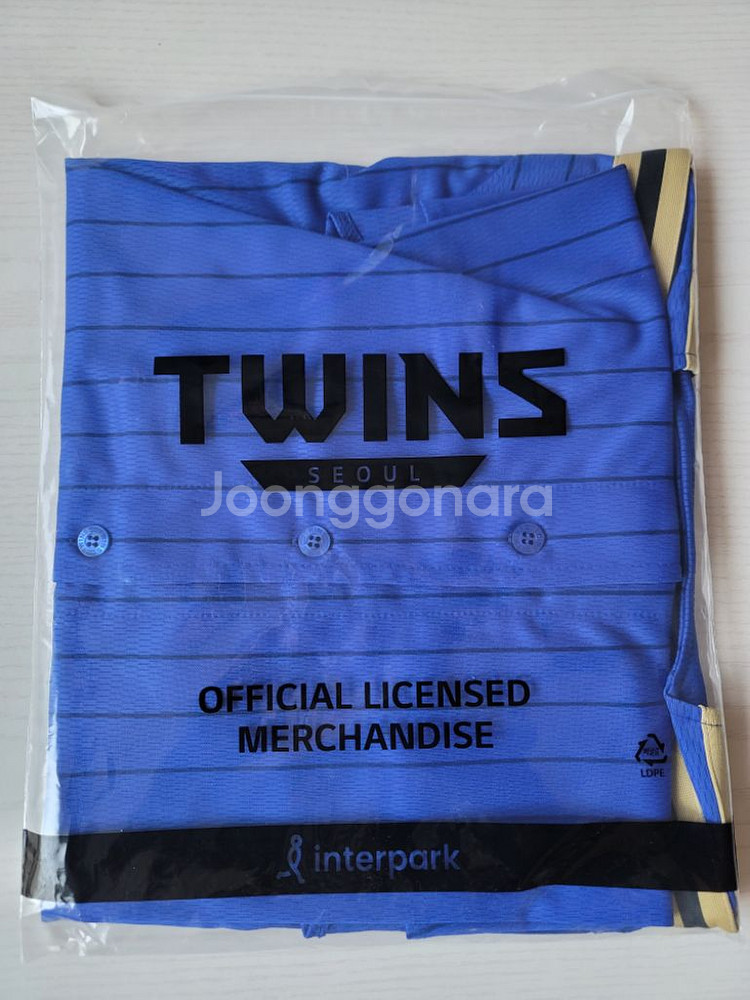 TWINS
SEOUL
Joonggonara
OFFICIAL LICENSED
MERCHANDISE
LDPE
interpark